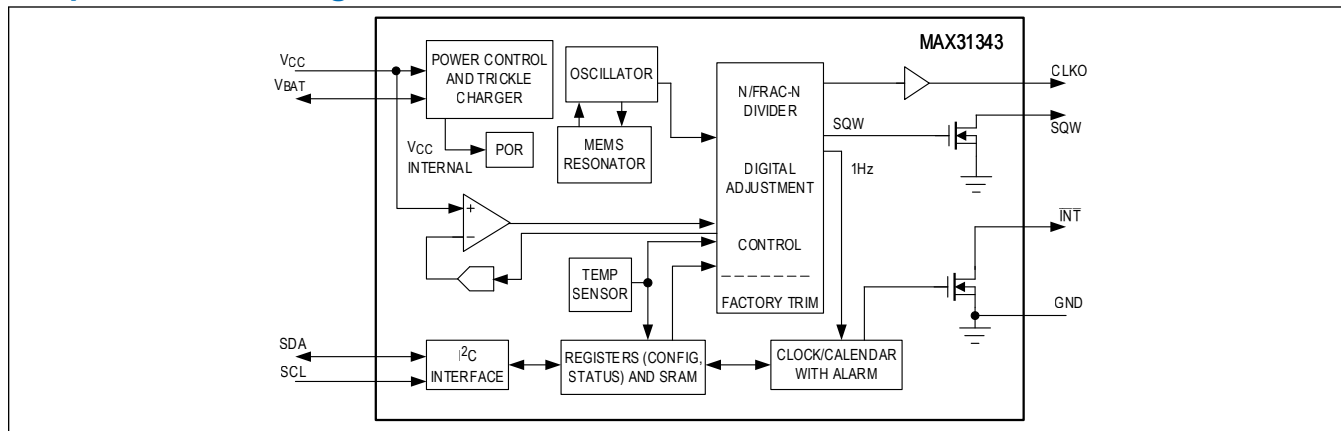 MAX31343
VCC
VBAT
POWER CONTROL
AND TRICKLE
CHARGER
VCC
INTERNAL
POR
OSCILLATOR
MEMS
RESONATOR
N/FRAC-N
DIVIDER
DIGITAL
ADJUSTMENT
CONTROL
FACTORY TRIM
CLKO
SQW
SQW
1Hz
INT
GND
+
−
TEMP
SENSOR
SDA
SCL
I2C
INTERFACE
REGISTERS (CONFIG,
STATUS) AND SRAM
CLOCK/CALENDAR
WITH ALARM